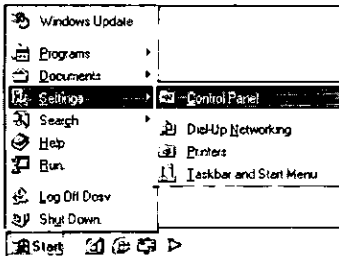 Windows Update
Programs
Documents
Settings
Control Panel
Search
Dial-Up Networking
Help
Printers
Run.
Taskbar and Start Menu
Log Off Dosv
Shut Down.
Start